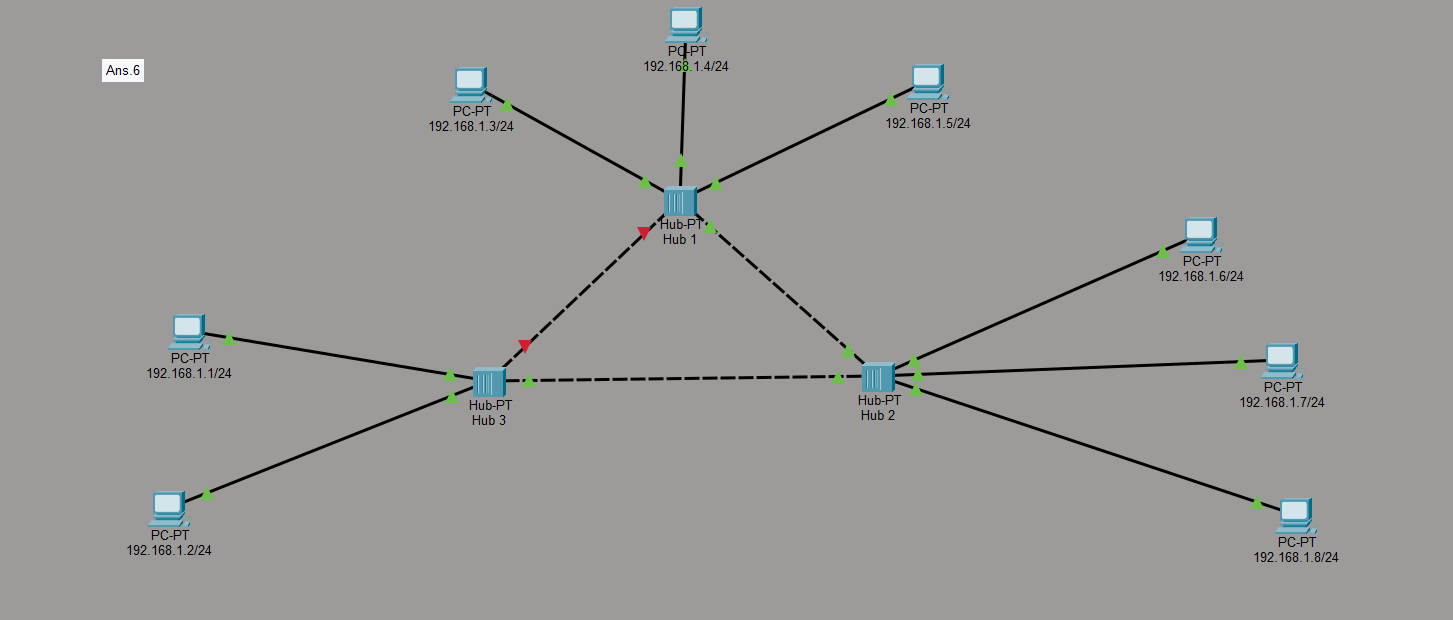 Ans.6
PC-PT
192.168.1.4/24
PC-PT
192.168.1.3/24
PC-PT
192.168.1.5/24
Hub-PT
Hub 1
PC-PT
192.168.1.6/24
PC-PT
192.168.1.1/24
Hub-PT
Hub 3
Hub-PT
Hub 2
PC-PT
192.168.1.7/24
PC-PT
192.168.1.2/24
PC-PT
192.168.1.8/24